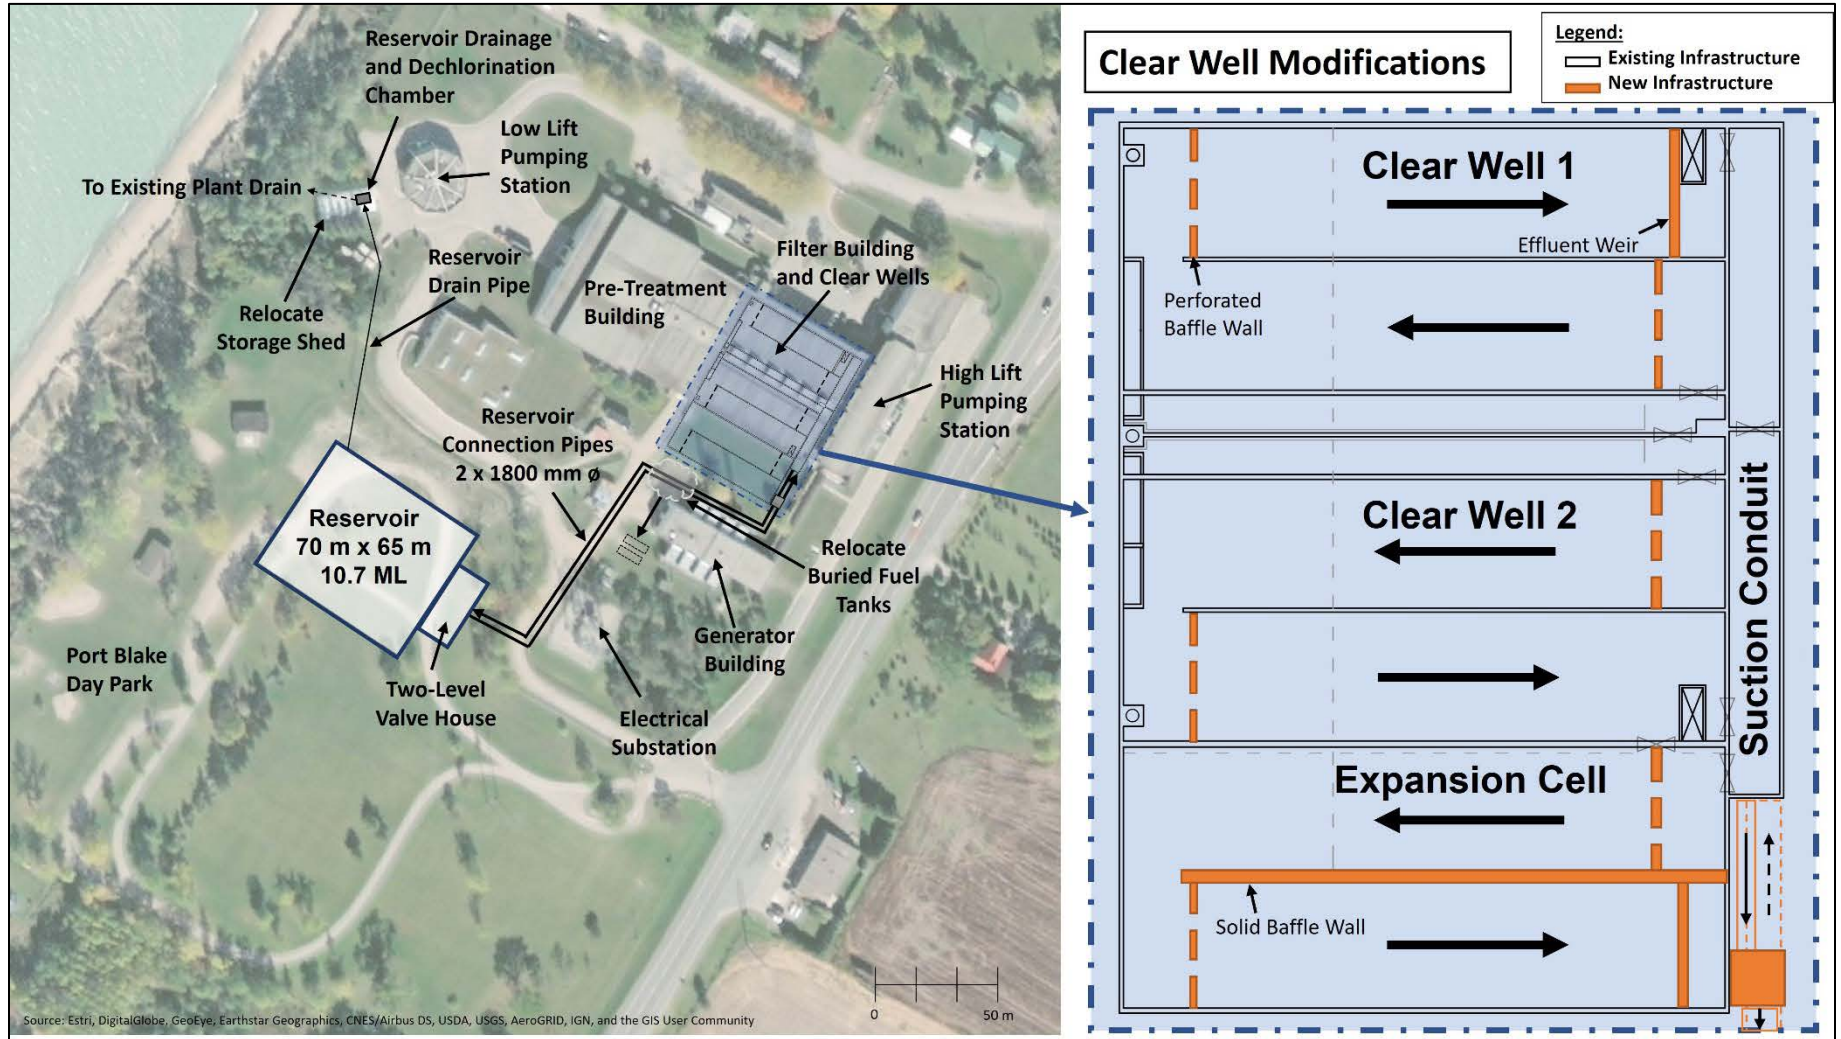 Reservoir Drainage
and Dechlorination
Chamber
Low Lift
Pumping
Station
To Existing Plant Drain
Relocate
Storage Shed
Reservoir
Drain Pipe
Pre-Treatment
Building
Filter Building
and Clear Wells
High Lift
Pumping
Station
Reservoir
Connection Pipes
2 x 1800 mm ø
Reservoir
70 m x 65 m
10.7 ML
Relocate
Buried Fuel
Tanks
Generator
Building
Port Blake
Day Park
Two-Level
Valve House
Electrical
Substation
0 50 m
Source: Estri, DigitalGlobe, GeoEye, Earthstar Geographics, CNES/Airbus DS, USDA, USGS, AeroGRID, IGN, and the GIS User Community
Clear Well Modifications
Legend:
Existing Infrastructure
New Infrastructure
Clear Well 1
Effluent Weir
Perforated
Baffle Wall
Clear Well 2
Suction Conduit
Expansion Cell
Solid Baffle Wall